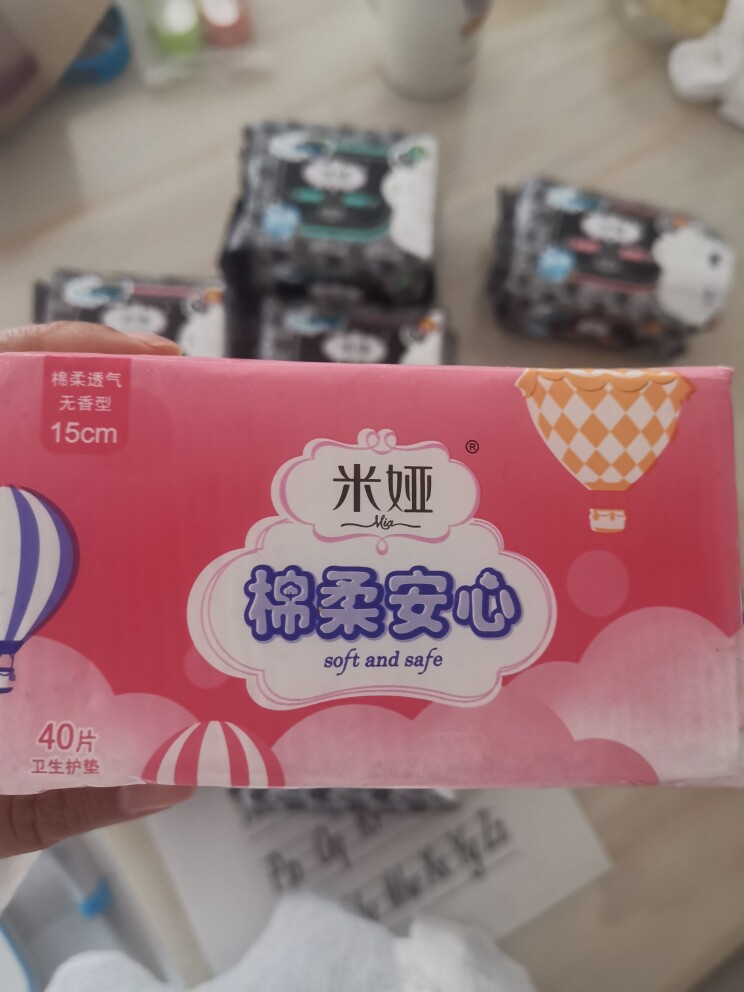 棉柔透气
无香型
15cm
米娅
®
Mia
棉柔安心
soft and safe
40片
卫生护垫